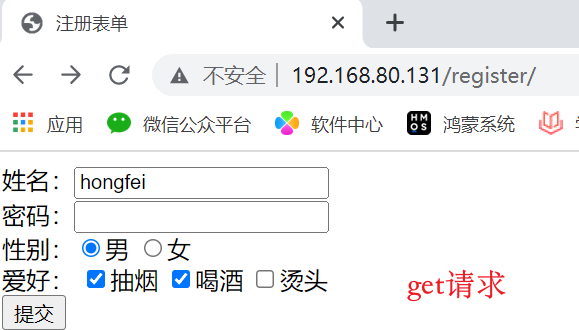 注册表单
不安全 | 192.168.80.131/register/
应用 微信公众平台 软件中心 HMOS 鸿蒙系统
姓名： hongfei
密码：
性别： 男 女
爱好： 抽烟 喝酒 烫头
get请求
提交